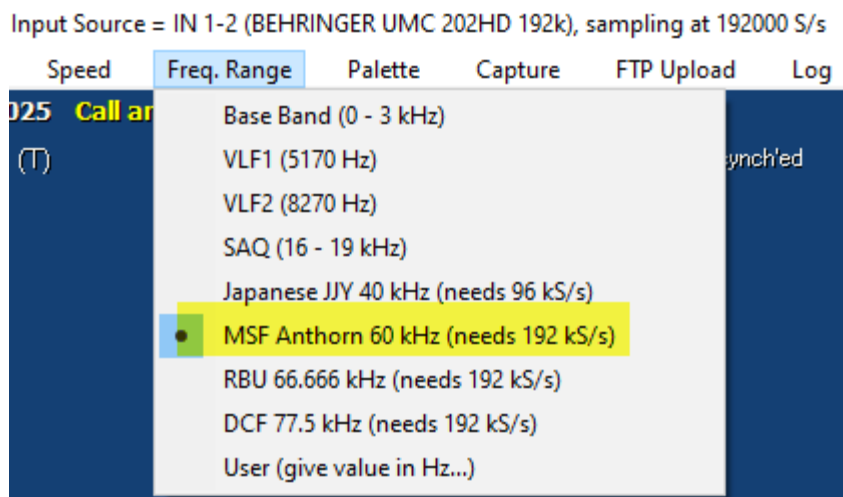 Input Source = IN 1-2 (BEHRINGER UMC 202HD 192k), sampling at 192000 S/s
Speed Freq. Range Palette Capture FTP Upload Log
025 Call ar
(T) synch'ed
Base Band (0 - 3 kHz)
VLF1 (5170 Hz)
VLF2 (8270 Hz)
SAQ (16 - 19 kHz)
Japanese JJY 40 kHz (needs 96 kS/s)
MSF Anthorn 60 kHz (needs 192 kS/s)
RBU 66.666 kHz (needs 192 kS/s)
DCF 77.5 kHz (needs 192 kS/s)
User (give value in Hz...)